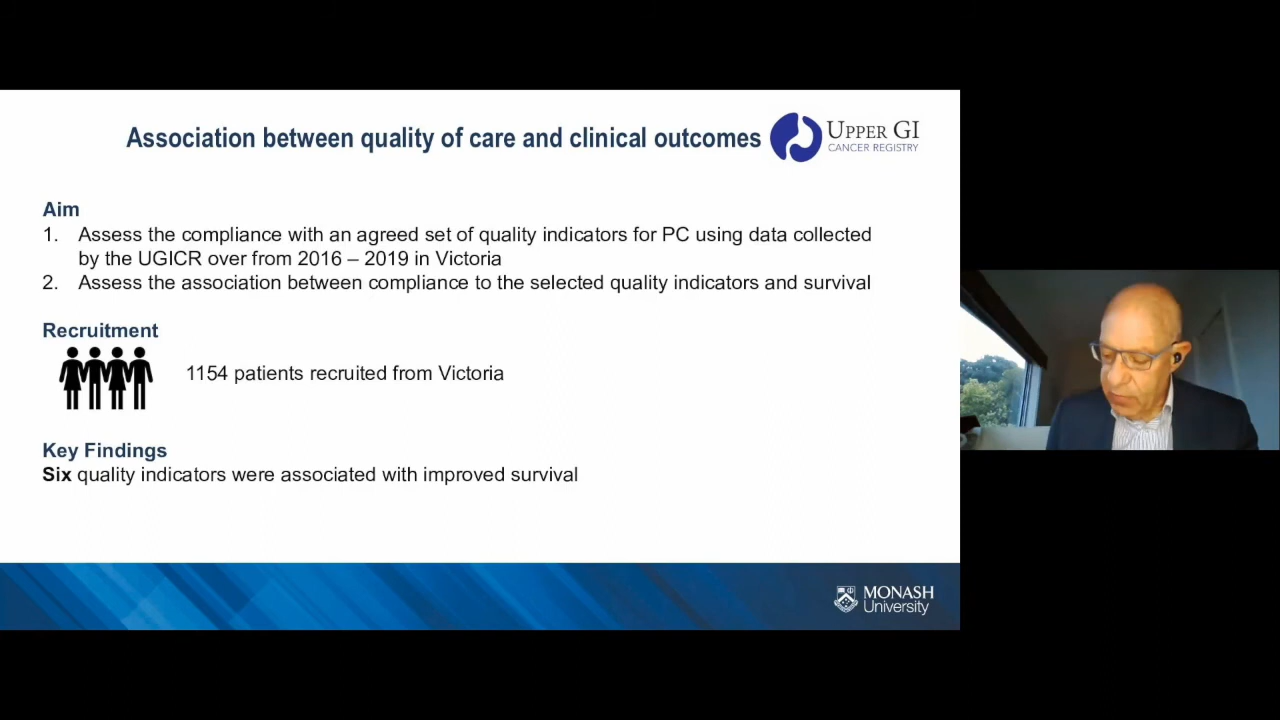 Association between quality of care and clinical outcomes
UPPER GI
CANCER REGISTRY
Aim
1. Assess the compliance with an agreed set of quality indicators for PC using data collected
by the UGICR over from 2016 – 2019 in Victoria
2. Assess the association between compliance to the selected quality indicators and survival
Recruitment
1154 patients recruited from Victoria
Key Findings
Six quality indicators were associated with improved survival
MONASH
University